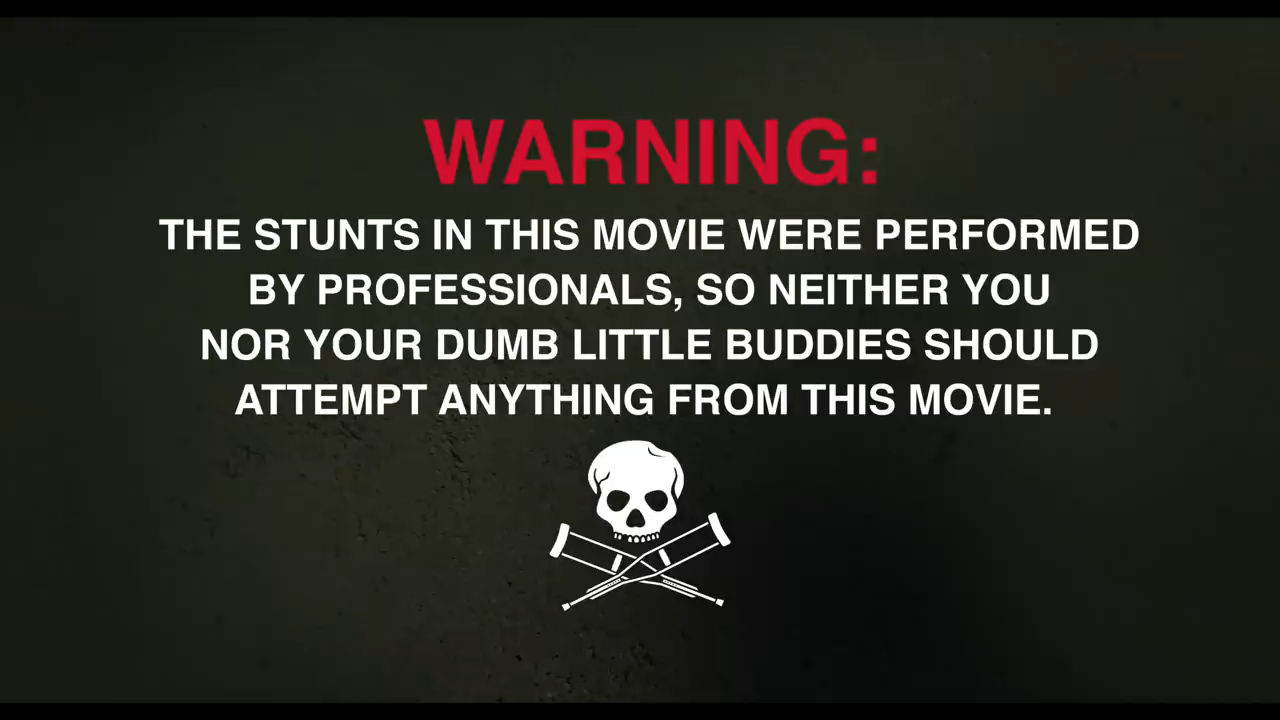 WARNING:
THE STUNTS IN THIS MOVIE WERE PERFORMED
BY PROFESSIONALS, SO NEITHER YOU
NOR YOUR DUMB LITTLE BUDDIES SHOULD
ATTEMPT ANYTHING FROM THIS MOVIE.